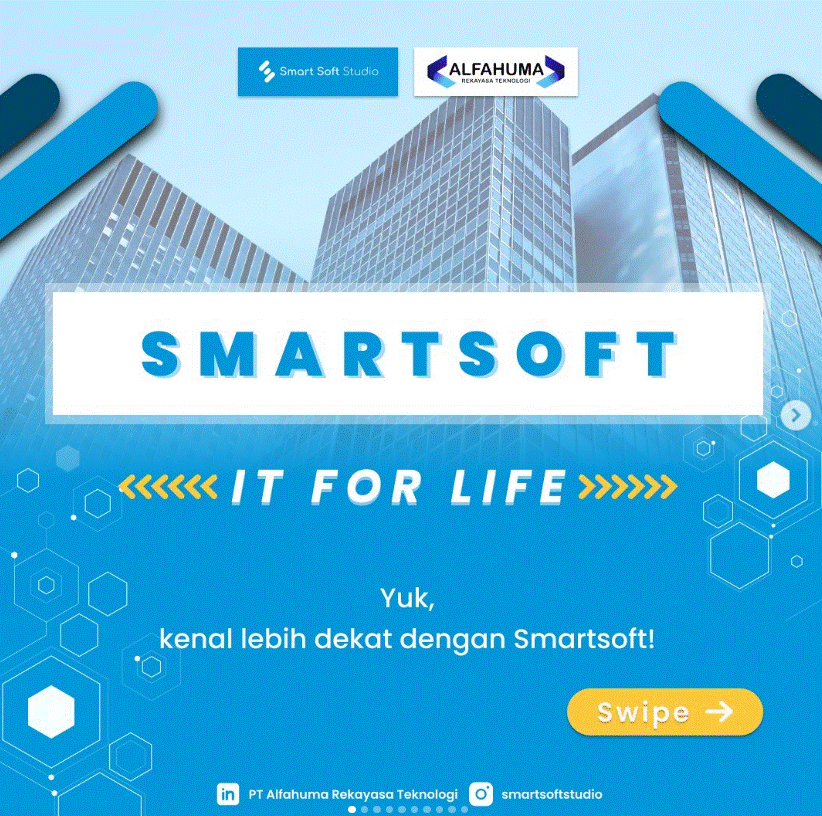 Smart Soft Studio
ALFAHUMA
REKAYASA TEKNOLOGI
SMARTSOFT
IT FOR LIFE
Yuk,
kenal lebih dekat dengan Smartsoft!
Swipe
in PT Alfahuma Rekayasa Teknologi smartsoftstudio